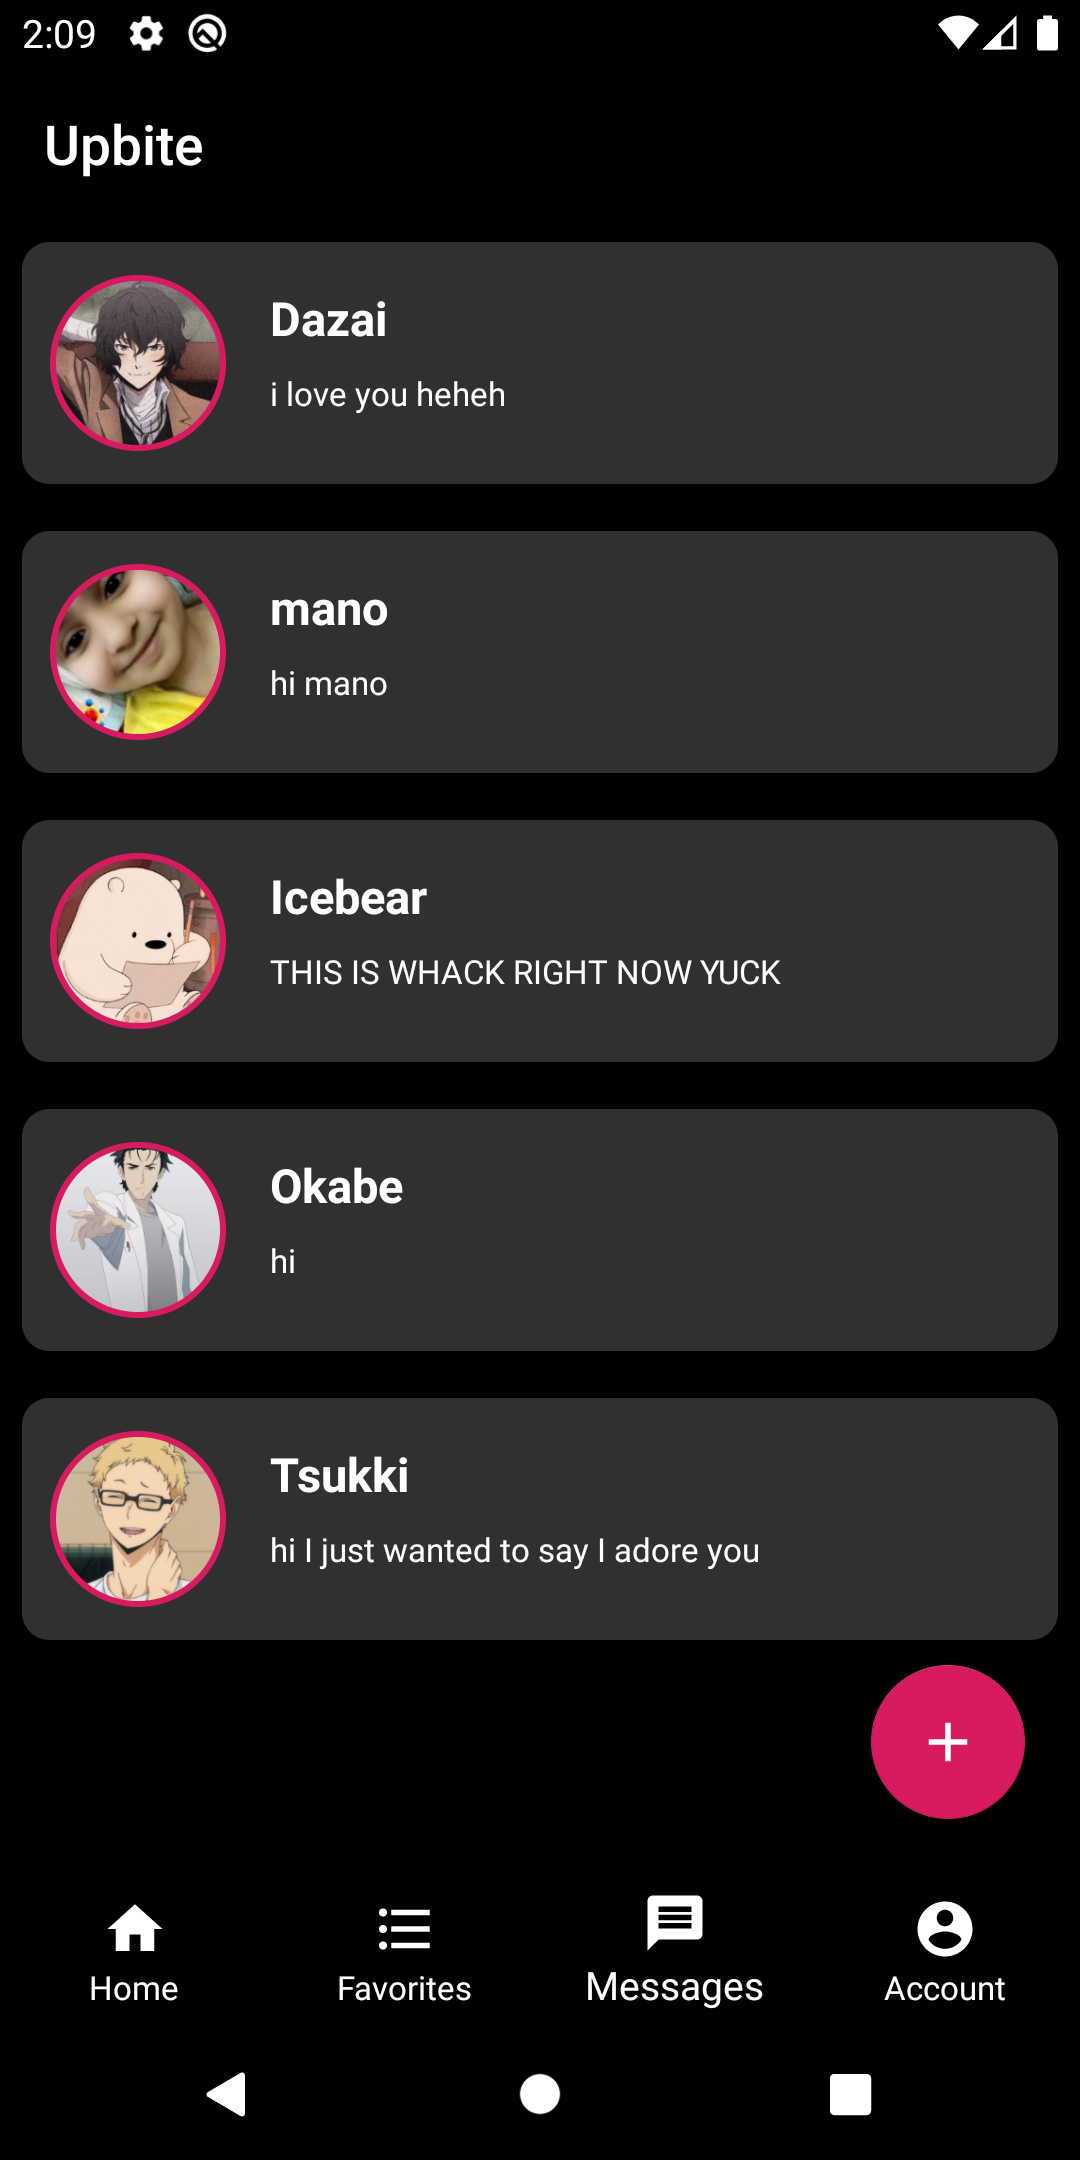 2:09
Upbite
Dazai
i love you heheh
mano
hi mano
Icebear
THIS IS WHACK RIGHT NOW YUCK
Okabe
hi
Tsukki
hi I just wanted to say I adore you
Home
Favorites
Messages
Account